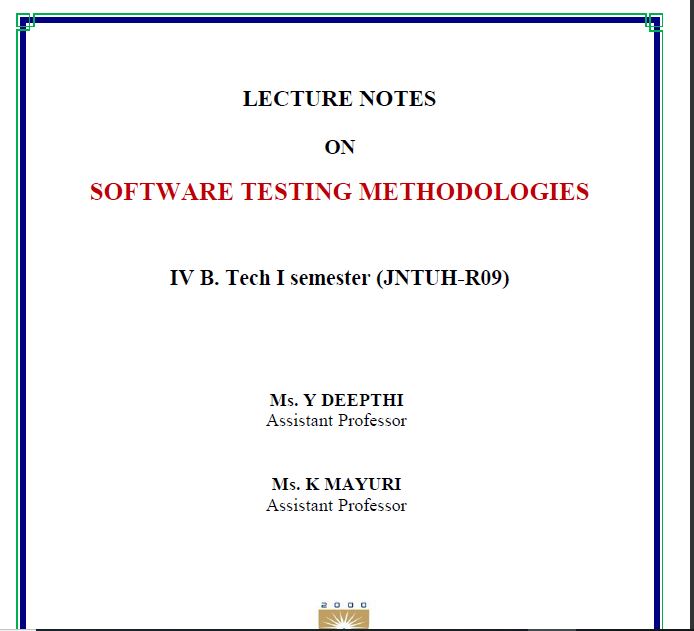 LECTURE NOTES
ON
SOFTWARE TESTING METHODOLOGIES
IV B. Tech I semester (JNTUH-R09)
Ms. Y DEEPTHI
Assistant Professor
Ms. K MAYURI
Assistant Professor
2000